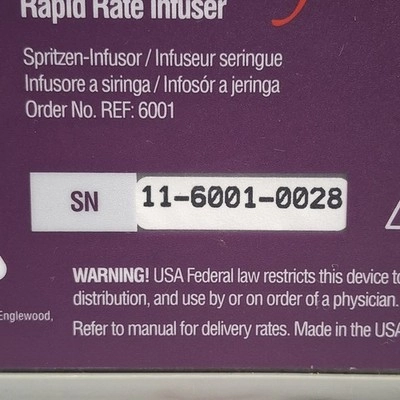 Rapid Rate Infuser
Spritzen-Infusor / Infuseur seringue
Infusore a siringa / Infosór a jeringa
Order No. REF: 6001
SN 11-6001-0028
WARNING! USA Federal law restricts this device to
distribution, and use by or on order of a physician.
Englewood,
Refer to manual for delivery rates. Made in the USA